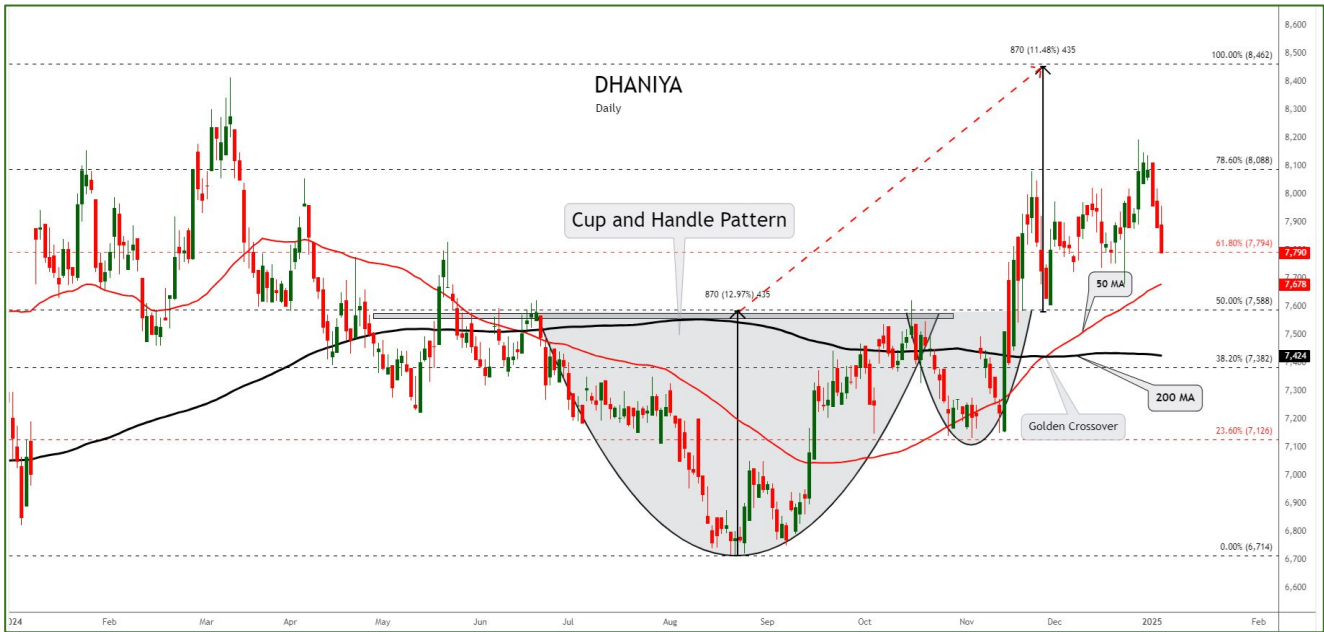 DHANIYA
Daily
870 (11.48%) 435
Cup and Handle Pattern
870 (12.97%) 435
50 MA
200 MA
Golden Crossover
100.00% (8,462)
78.60% (8,088)
61.80% (7,794)
50.00% (7,588)
38.20% (7,382)
23.60% (7,126)
0.00% (6,714)
8,600
8,500
8,400
8,300
8,200
8,100
8,000
7,900
7,790
7,700
7,678
7,600
7,500
7,424
7,300
7,200
7,100
7,000
6,900
6,800
6,700
6,600
Feb
Mar
Apr
May
Jun
Jul
Aug
Sep
Oct
Nov
Dec
2025
Feb